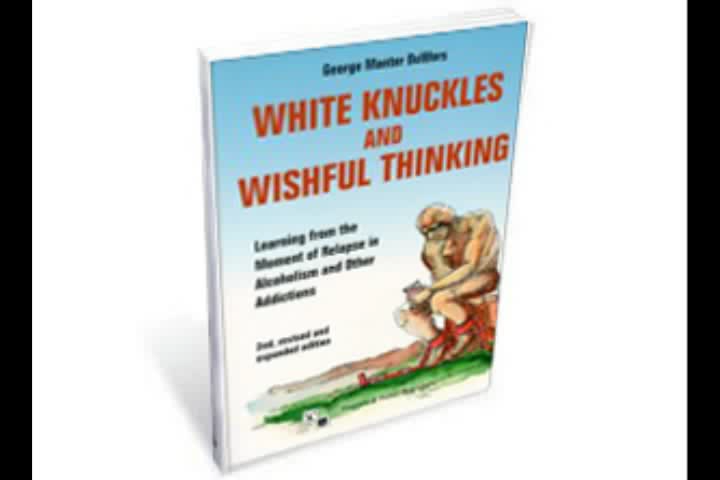 George Manter DuWors
WHITE KNUCKLES
AND
WISHFUL THINKING
Learning from the
Moment of Relapse in
Alcoholism and Other
Addictions
2nd, revised and
expanded edition